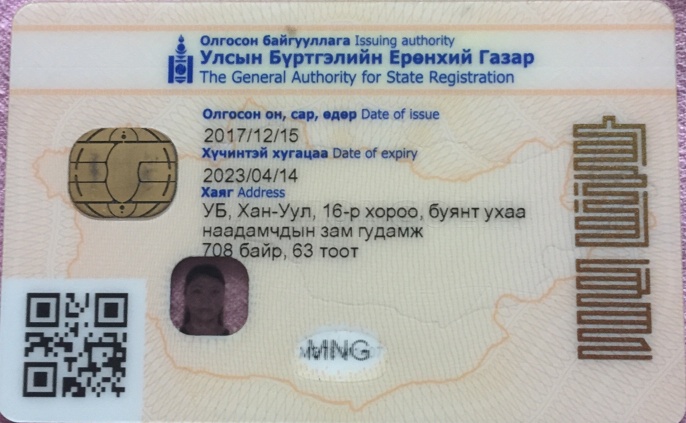 Олгосон байгууллага Issuing authority
Улсын Бүртгэлийн Ерөнхий Газар
The General Authority for State Registration
Олгосон он, сар, өдөр Date of issue
2017/12/15
Хүчинтэй хугацаа Date of expiry
2023/04/14
Хаяг Address
УБ, Хан-Уул, 16-р хороо, буянт ухаа
наадамчдын зам гудамж
708 байр, 63 тоот
MNG